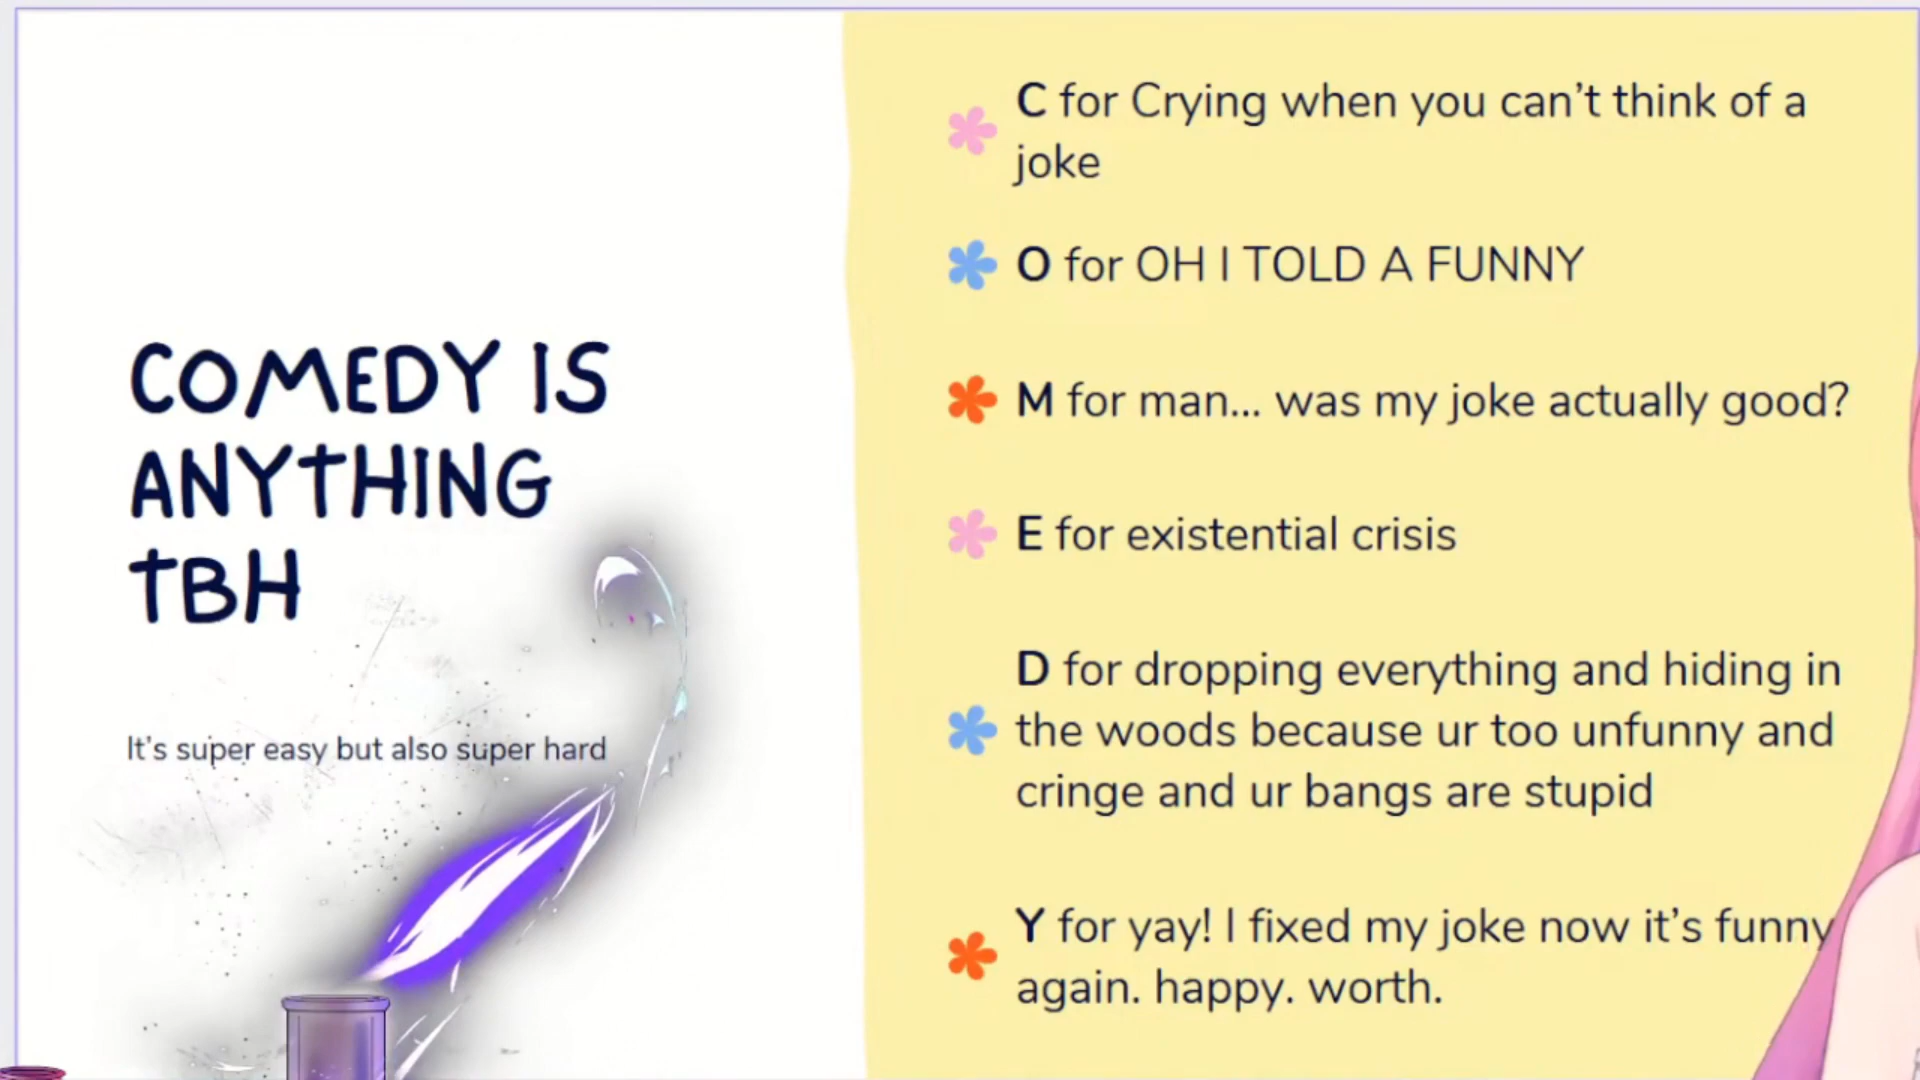 COMEDY IS
ANYTHING
TBH
It's super easy but also super hard
C for Crying when you can't think of a
joke
O for OH I TOLD A FUNNY
M for man... was my joke actually good?
E for existential crisis
D for dropping everything and hiding in
the woods because ur too unfunny and
cringe and ur bangs are stupid
Y for yay! I fixed my joke now it's funny
again. happy. worth.